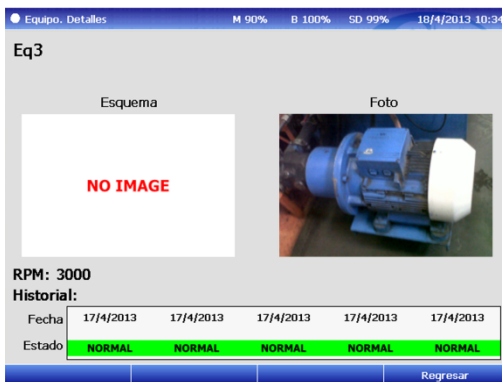 Equipo. Detalles M 90% B 100% SD 99% 18/4/2013 10:34
Eq3
Esquema Foto
NO IMAGE
RPM: 3000
Historial:
Fecha 17/4/2013 17/4/2013 17/4/2013 17/4/2013 17/4/2013
Estado NORMAL NORMAL NORMAL NORMAL NORMAL
Regresar